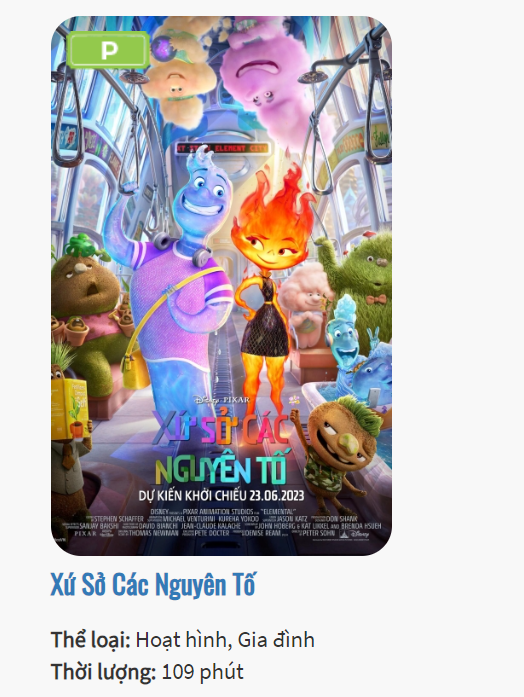 P
ELEMENT CITY
Disney PIXAR
XỨ SỞ CÁC
NGUYÊN TỐ
DỰ KIẾN KHỞI CHIẾU 23.06.2023
DISNEY PIXAR ANIMATION STUDIOS "ELEMENTAL"
STEPHEN SCHAFFER MICHAEL VENTURINI KUREHA YOKOO JASON KATZ DON SHANK
SANJAY BAKSHI DAVID BIANCHI JEAN-CLAUDE KALACHE JOHN HOBERG & KAT LIKKEL AND BRENDA HSUEH
PIXAR THOMAS NEWMAN PETE DOCTER DENISE REAM PETER SOHN Disney
Xứ Sở Các Nguyên Tố
Thể loại: Hoạt hình, Gia đình
Thời lượng: 109 phút